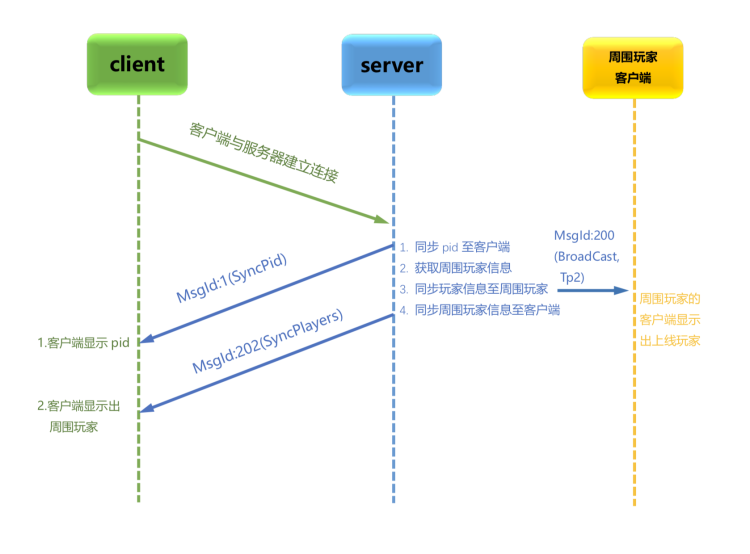 client
server
周围玩家
客户端
客户端与服务器建立连接
MsgId:1(SyncPid)
1. 同步 pid 至客户端
2. 获取周围玩家信息
3. 同步玩家信息至周围玩家
4. 同步周围玩家信息至客户端
MsgId:200
(BroadCast,
Tp2)
周围玩家的
客户端显示
出上线玩家
MsgId:202(SyncPlayers)
1.客户端显示 pid
2.客户端显示出
周围玩家